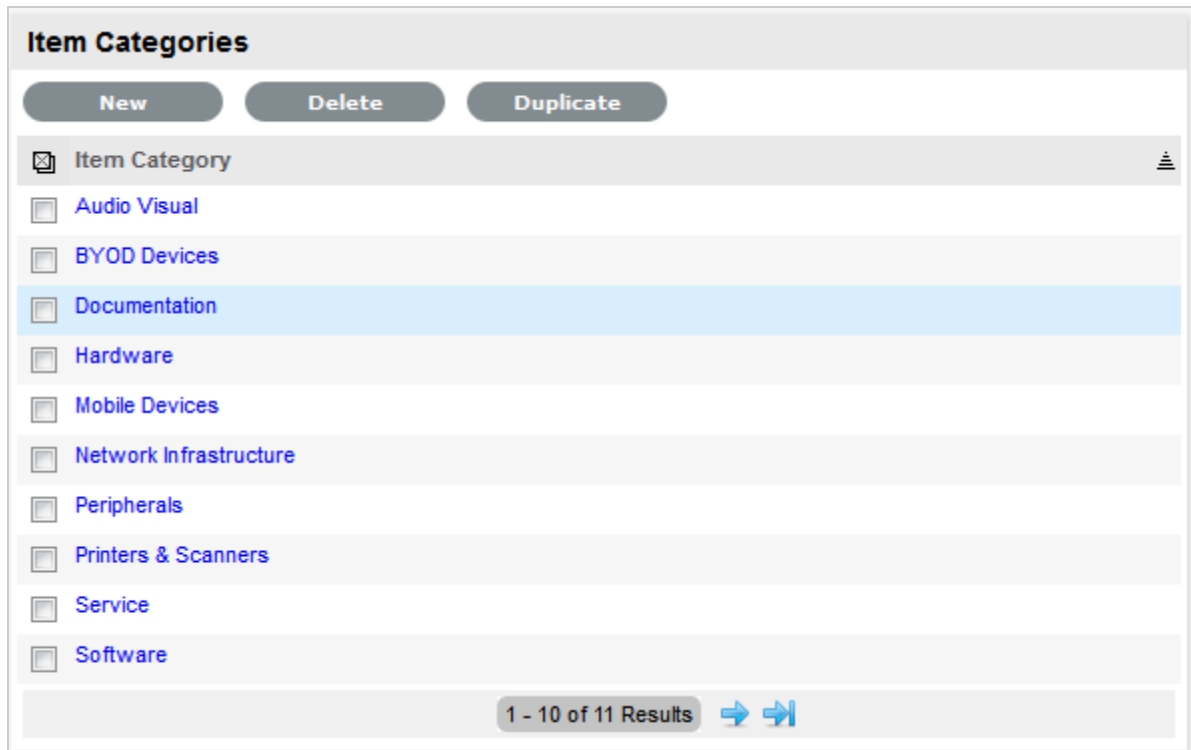 Item Categories
New Delete Duplicate
Item Category
Audio Visual
BYOD Devices
Documentation
Hardware
Mobile Devices
Network Infrastructure
Peripherals
Printers & Scanners
Service
Software
1 - 10 of 11 Results